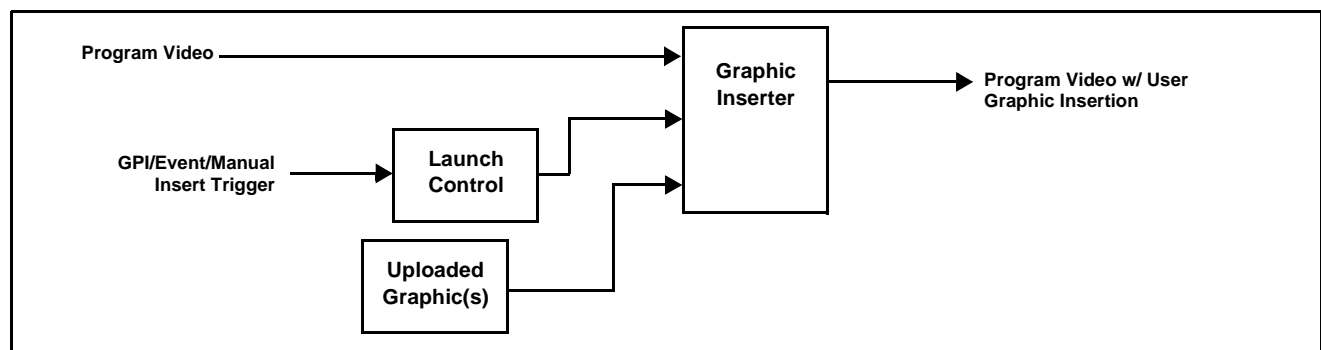 Program Video
Graphic
Inserter
Program Video w/ User
Graphic Insertion
GPI/Event/Manual
Insert Trigger
Launch
Control
Uploaded
Graphic(s)